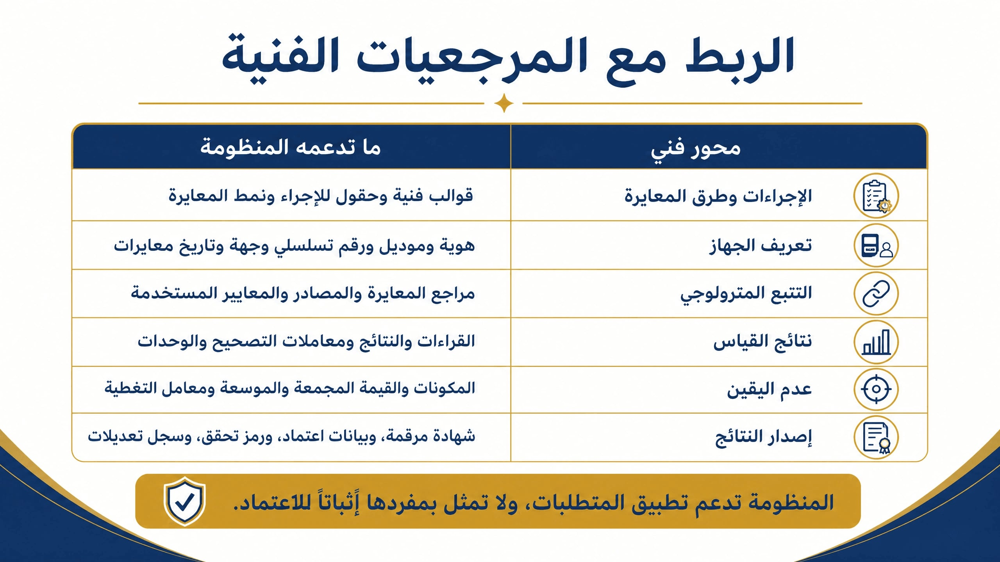 الربط مع المرجعيات الفنية
محور فني
ما تدعمه المنظومة
الإجراءات وطرق المعايرة
قوالب فنية وحقول للإجراء ونمط المعايرة
تعريف الجهاز
هوية وموديل ورقم تسلسلي وجهة وتاريخ معايرات
التتبع المترولوجي
مراجع المعايرة والمصادر والمعايير المستخدمة
نتائج القياس
القراءات والنتائج ومعاملات التصحيح والوحدات
عدم اليقين
المكونات والقيمة المجمعة والموسعة ومعامل التغطية
إصدار النتائج
شهادة مرقمة، وبيانات اعتماد، ورمز تحقق، وسجل تعديلات
المنظومة تدعم تطبيق المتطلبات، ولا تمثل بمفردها إًثباتاً للاعتماد.